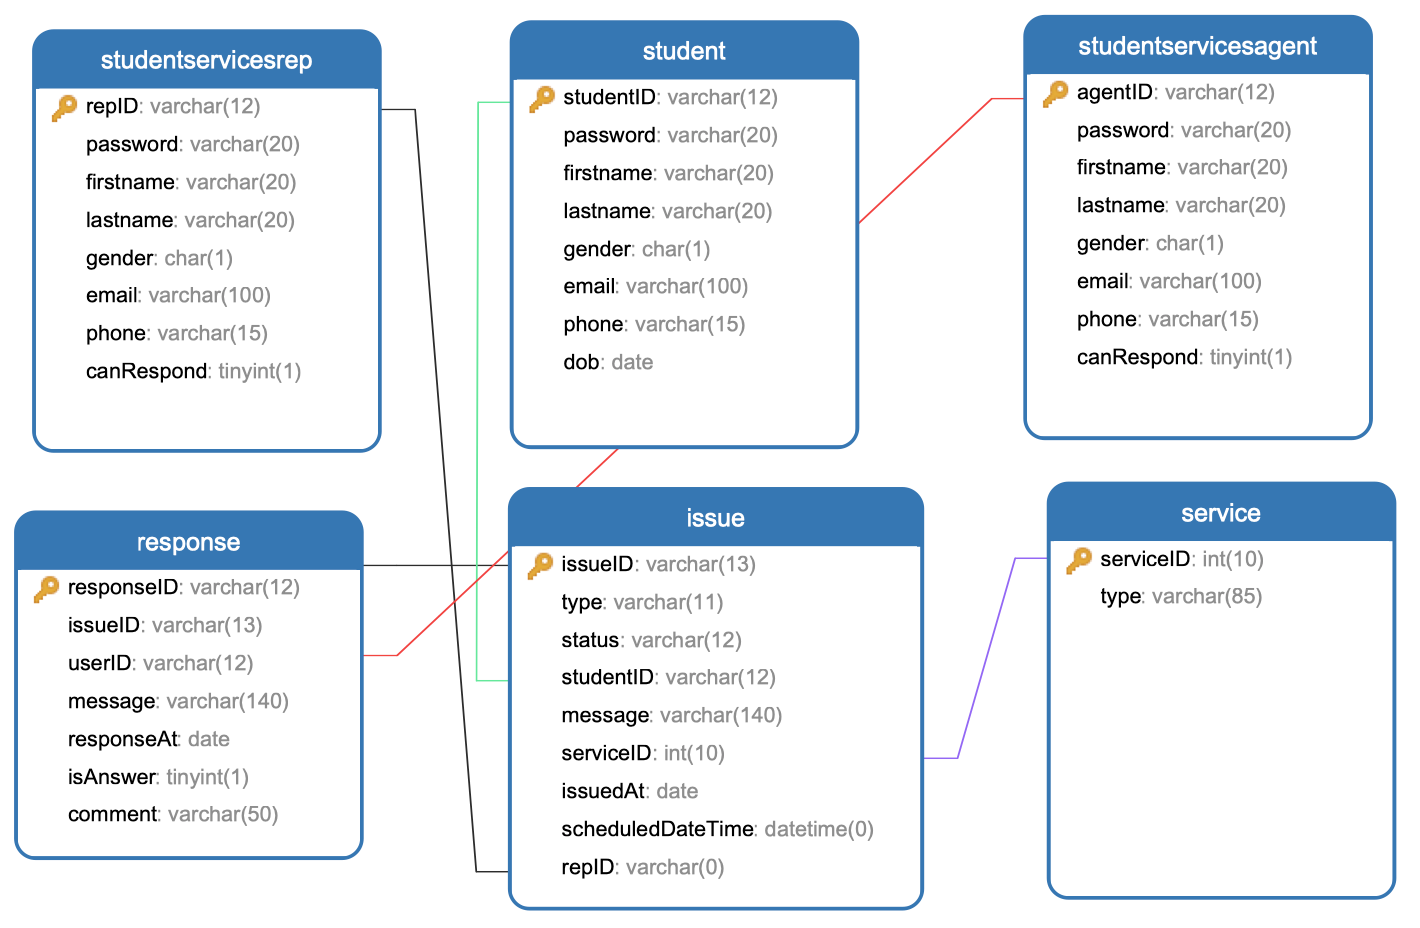 studentservicesrep
repID: varchar(12)
password: varchar(20)
firstname: varchar(20)
lastname: varchar(20)
gender: char(1)
email: varchar(100)
phone: varchar(15)
canRespond: tinyint(1)
student
studentID: varchar(12)
password: varchar(20)
firstname: varchar(20)
lastname: varchar(20)
gender: char(1)
email: varchar(100)
phone: varchar(15)
dob: date
studentservicesagent
agentID: varchar(12)
password: varchar(20)
firstname: varchar(20)
lastname: varchar(20)
gender: char(1)
email: varchar(100)
phone: varchar(15)
canRespond: tinyint(1)
response
responseID: varchar(12)
issueID: varchar(13)
userID: varchar(12)
message: varchar(140)
responseAt: date
isAnswer: tinyint(1)
comment: varchar(50)
issue
issueID: varchar(13)
type: varchar(11)
status: varchar(12)
studentID: varchar(12)
message: varchar(140)
serviceID: int(10)
issuedAt: date
scheduledDateTime: datetime(0)
repID: varchar(0)
service
serviceID: int(10)
type: varchar(85)